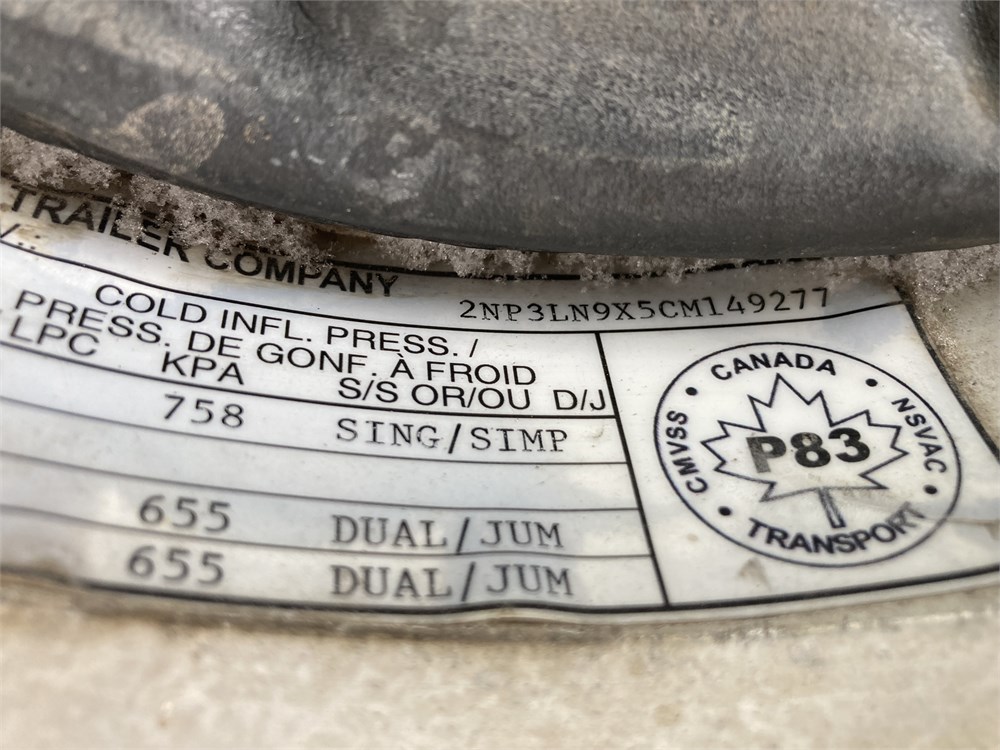 TRAILER COMPANY
2NP3LN9X5CM149277
COLD INFL. PRESS. /
PRESS. DE GONF. À FROID
LPC KPA S/S OR/OU D/J
758 SING/SIMP
655 DUAL/JUM
655 DUAL/JUM
CANADA
CMVSS • P83 • NSVAC
TRANSPORT